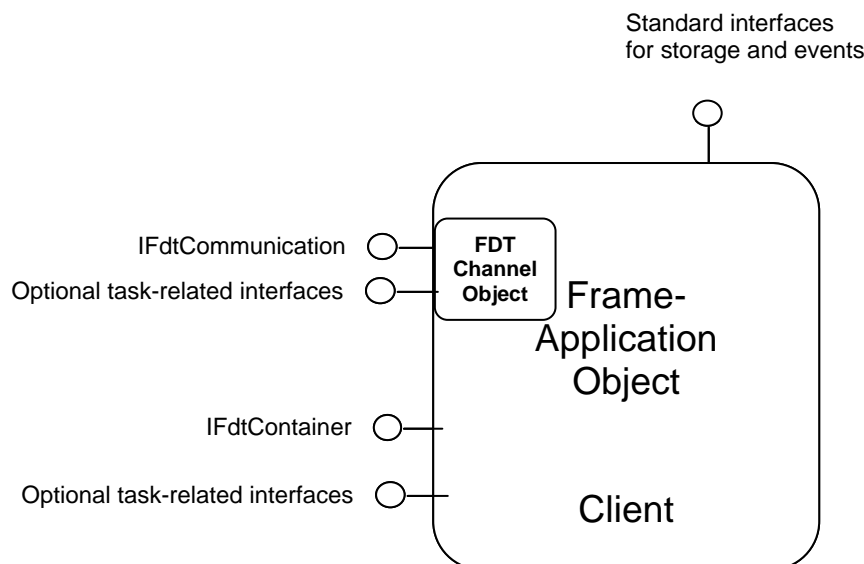 Standard interfaces
for storage and events
IFdtCommunication
Optional task-related interfaces
FDT
Channel
Object
Frame-
Application
Object
IFdtContainer
Optional task-related interfaces
Client